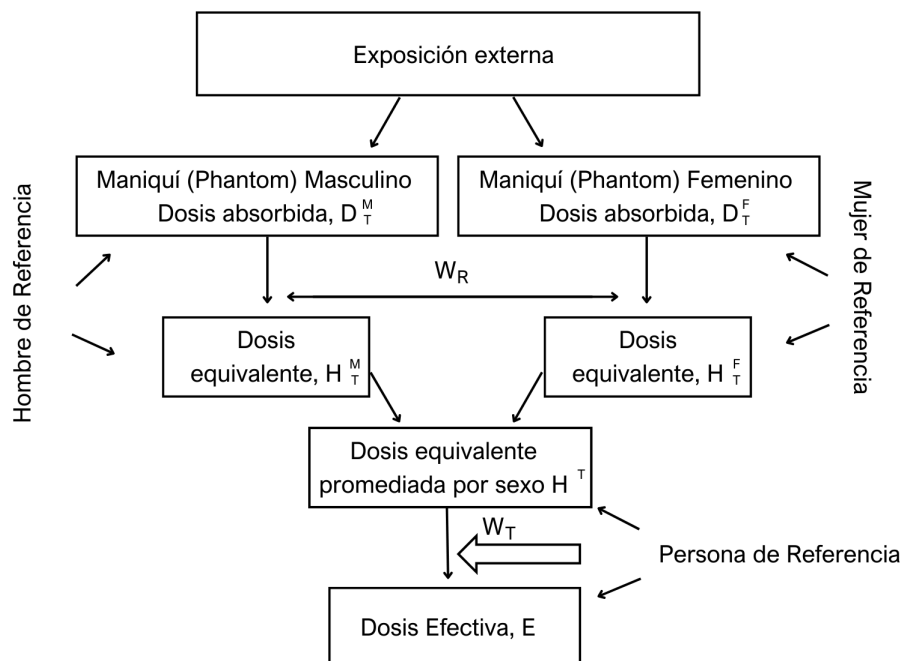 Exposición externa
Maniquí (Phantom) Masculino
Dosis absorbida, D M T
Maniquí (Phantom) Femenino
Dosis absorbida, D F T
Hombre de Referencia
Mujer de Referencia
W R
Dosis
equivalente, H M T
Dosis
equivalente, H F T
Dosis equivalente
promediada por sexo H T
W T
Persona de Referencia
Dosis Efectiva, E